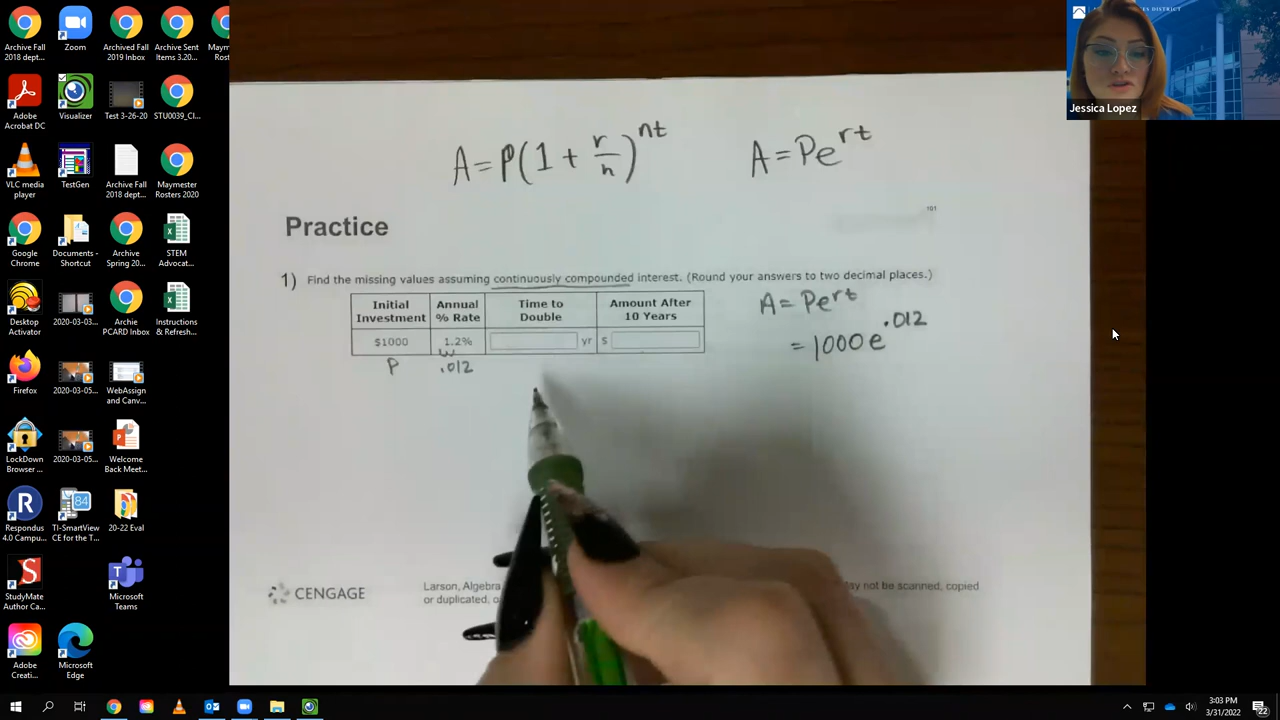 Archive Fall 2018 dept...
Zoom
Archived Fall 2019 Inbox
Archive Sent Items 3.20...
Maym
Rost
Adobe Acrobat DC
Visualizer
Test 3-26-20
STU0039_Cl...
VLC media player
TestGen
Archive Fall 2018 dept...
Maymester Rosters 2020
Google Chrome
Documents - Shortcut
Archive Spring 20...
STEM Advocat...
Desktop Activator
2020-03-03...
Archie PCARD Inbox
Instructions & Refresh...
Firefox
2020-03-05...
WebAssign and Canv...
LockDown Browser ...
2020-03-05...
Welcome Back Meet...
Respondus 4.0 Campu...
TI-SmartView CE for the T...
20-22 Eval
StudyMate Author Ca...
Microsoft Teams
Adobe Creati...
Microsoft Edge
Jessica Lopez
A = P(1 + r/n)^nt
A = Pe^rt
101
Practice
1) Find the missing values assuming continuously compounded interest. (Round your answers to two decimal places.)
Initial Investment
Annual % Rate
Time to Double
Amount After 10 Years
$1000
1.2%
yr
$
P
.012
A = Pe^rt
= 1000e^.012
CENGAGE
Larson, Algebra
may not be scanned, copied
or duplicated, o
3:03 PM
3/31/2022
22